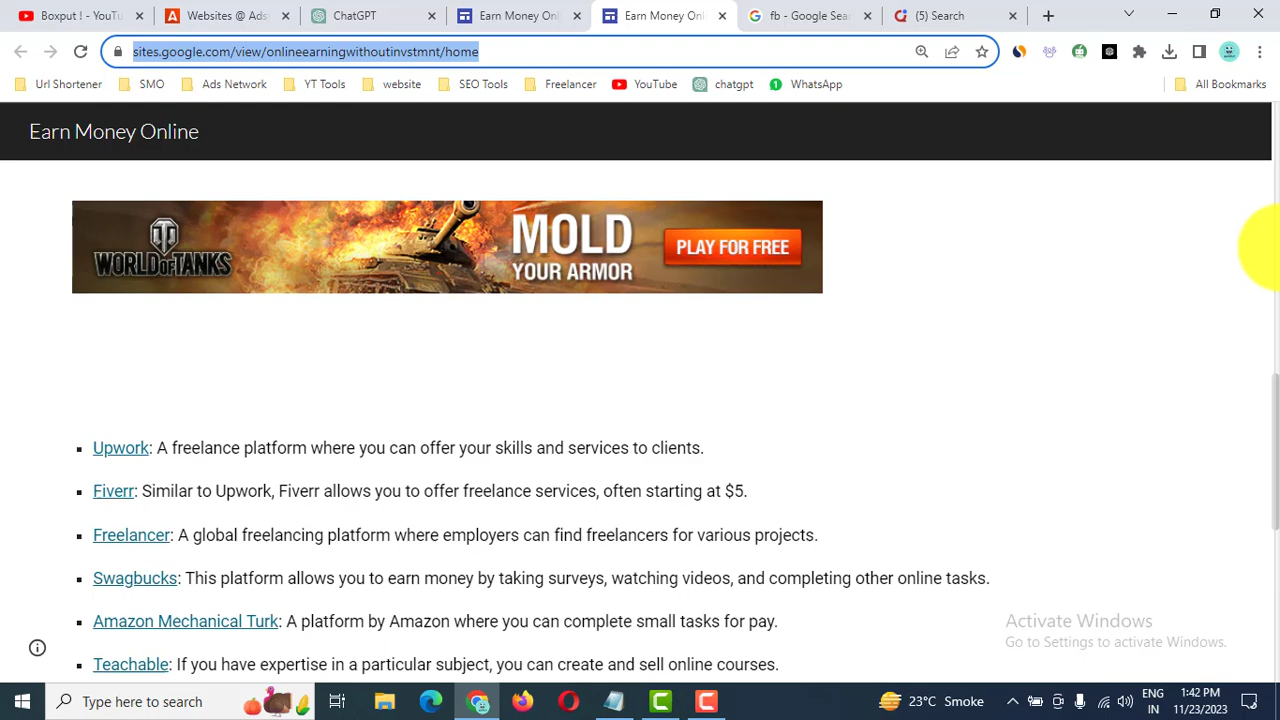 Boxput ! - YouTu
Websites @ Ads
ChatGPT
Earn Money Onli
Earn Money Onli
fb - Google Sear
(5) Search
sites.google.com/view/onlineearningwithoutinvstmnt/home
Url Shortener
SMO
Ads Network
YT Tools
website
SEO Tools
Freelancer
YouTube
chatgpt
WhatsApp
All Bookmarks
Earn Money Online
WORLD OF TANKS
MOLD
YOUR ARMOR
PLAY FOR FREE
Upwork: A freelance platform where you can offer your skills and services to clients.
Fiverr: Similar to Upwork, Fiverr allows you to offer freelance services, often starting at $5.
Freelancer: A global freelancing platform where employers can find freelancers for various projects.
Swagbucks: This platform allows you to earn money by taking surveys, watching videos, and completing other online tasks.
Amazon Mechanical Turk: A platform by Amazon where you can complete small tasks for pay.
Teachable: If you have expertise in a particular subject, you can create and sell online courses.
Activate Windows
Go to Settings to activate Windows.
Type here to search
23°C Smoke
ENG
IN
1:42 PM
11/23/2023